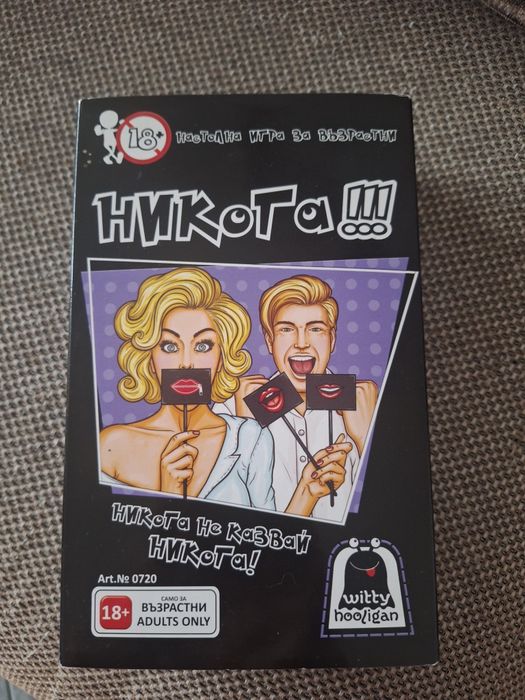 18+ НАСТОЛНА ИГРА ЗА ВЪЗРАСТНИ
НИКОГА!!!
НИКОГА НЕ КАЗВАЙ
НИКОГА!
Art.№ 0720
18+
САМО ЗА
ВЪЗРАСТНИ
ADULTS ONLY
witty
hooligan